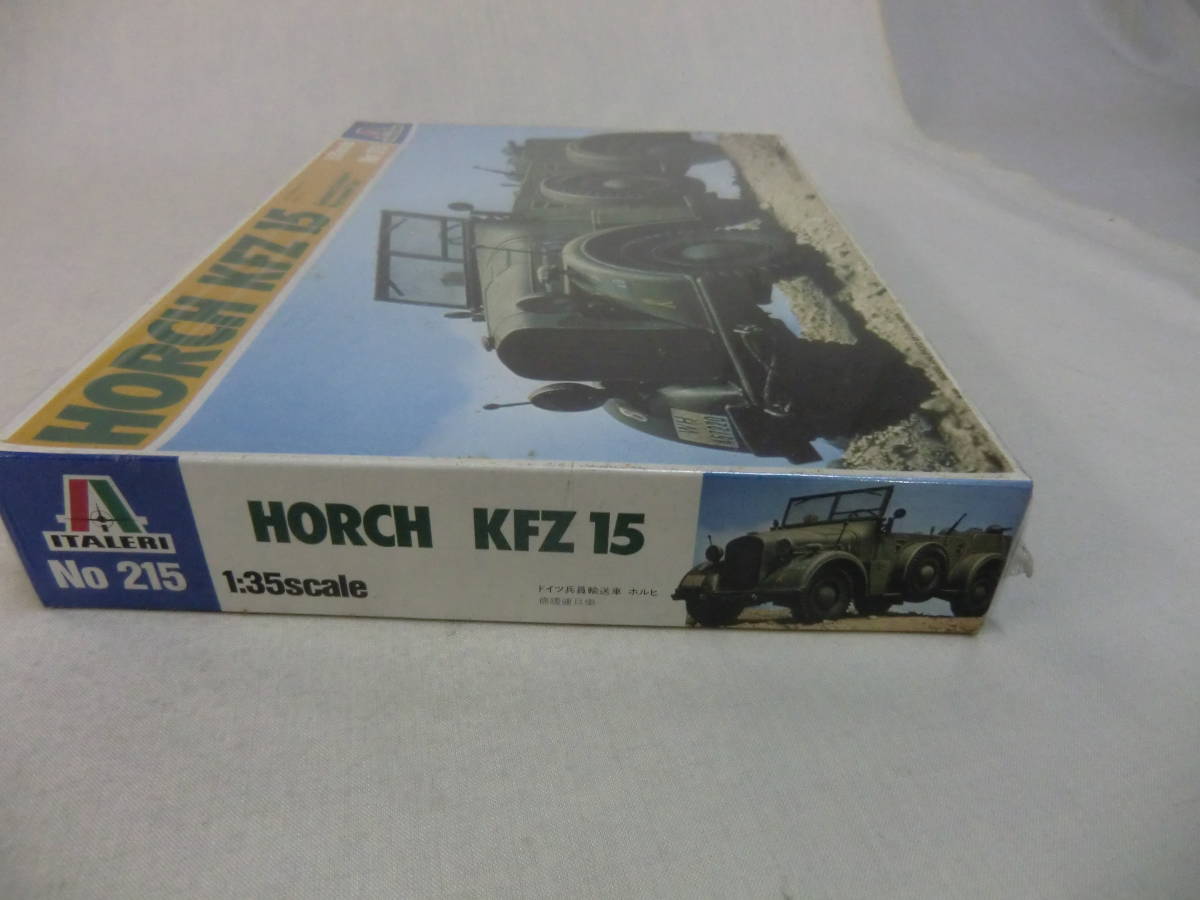 HORCH KFZ 15
WH
ITALERI
No 215
HORCH KFZ 15
1:35scale
ドイツ兵員輸送車 ホルヒ